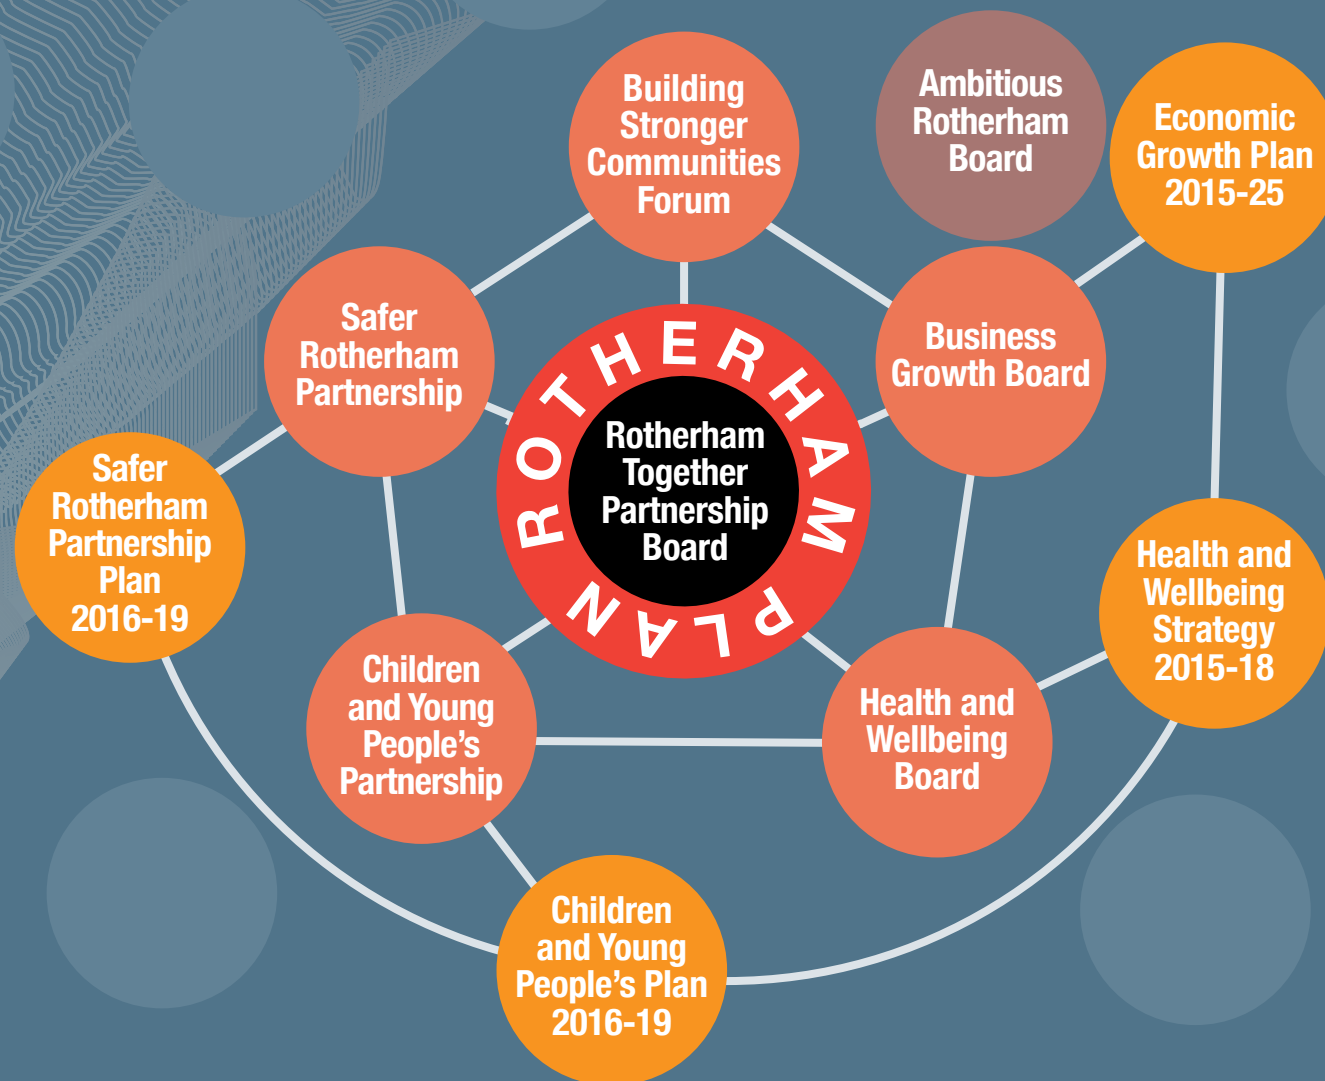 Building
Stronger
Communities
Forum
Ambitious
Rotherham
Board
Economic
Growth Plan
2015-25
Safer
Rotherham
Partnership
Business
Growth Board
ROTHERHAM PLAN
Rotherham
Together
Partnership
Board
Safer
Rotherham
Partnership
Plan
2016-19
Health and
Wellbeing
Strategy
2015-18
Children
and Young
People’s
Partnership
Health and
Wellbeing
Board
Children
and Young
People’s Plan
2016-19